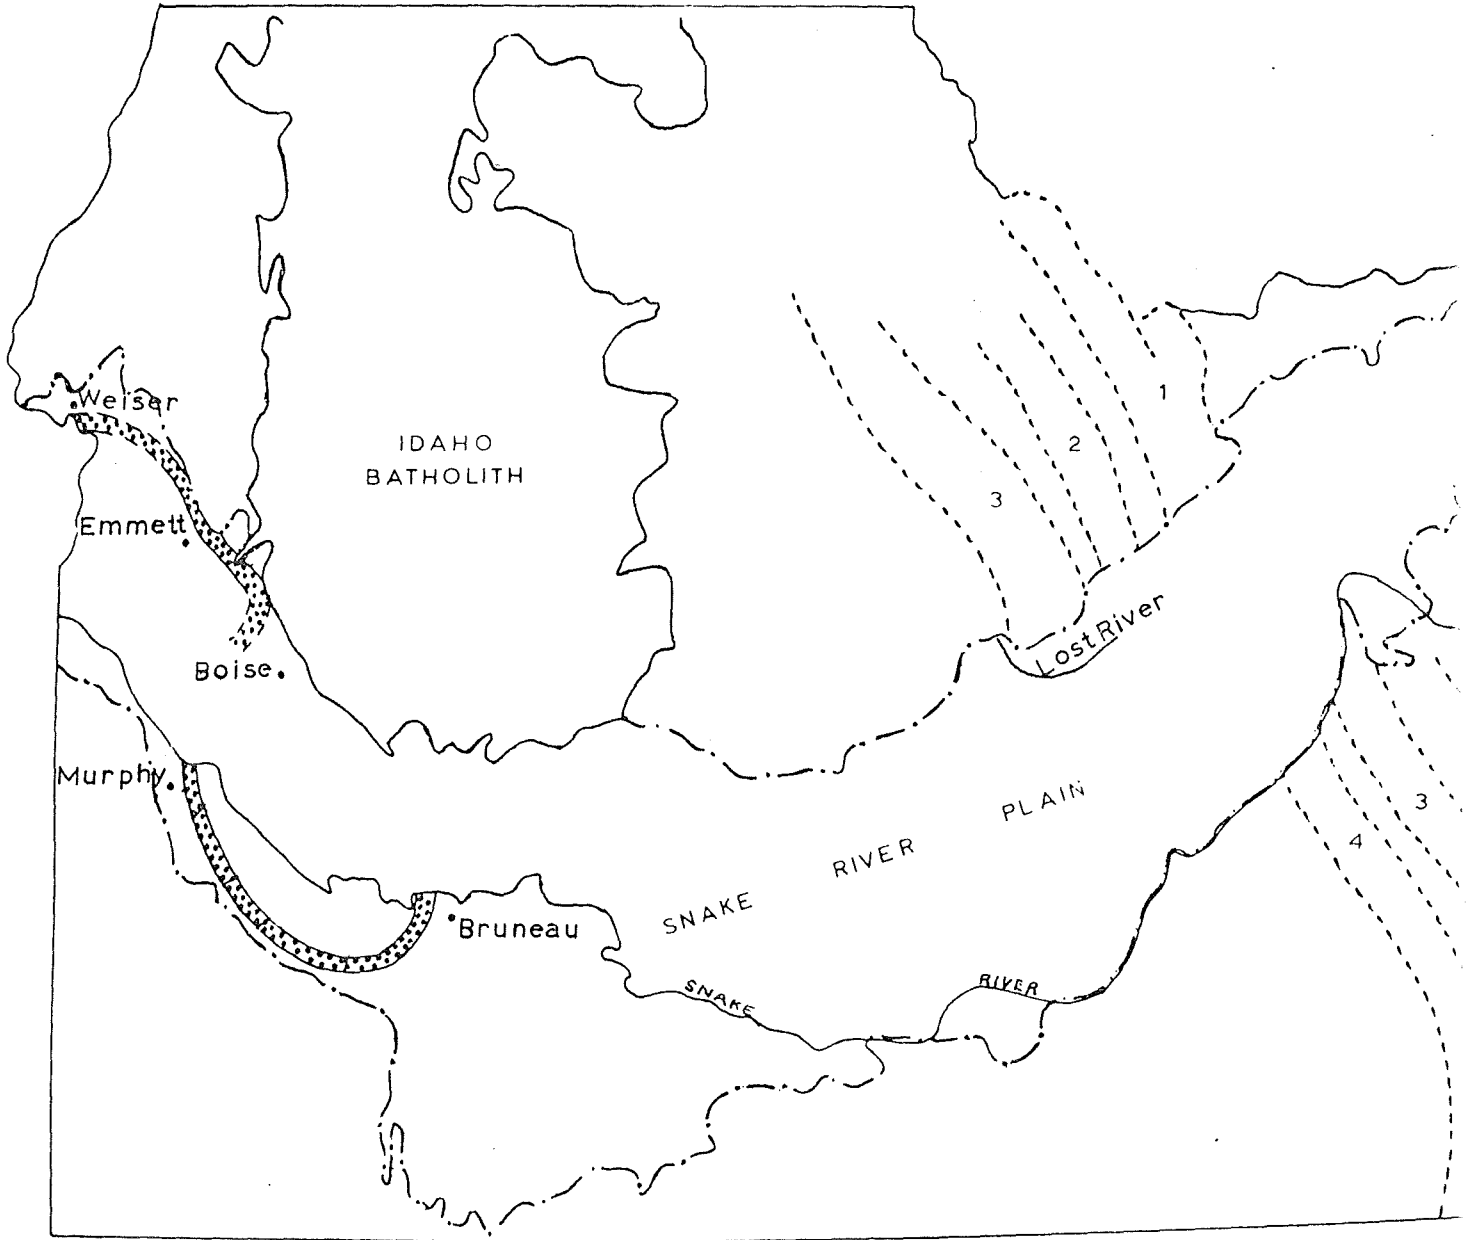 Weiser
1
IDAHO
BATHOLITH
2
3
Emmett
Lost River
Boise.
Murphy
PLAIN
3
4
RIVER
SNAKE
Bruneau
SNAKE
RIVER